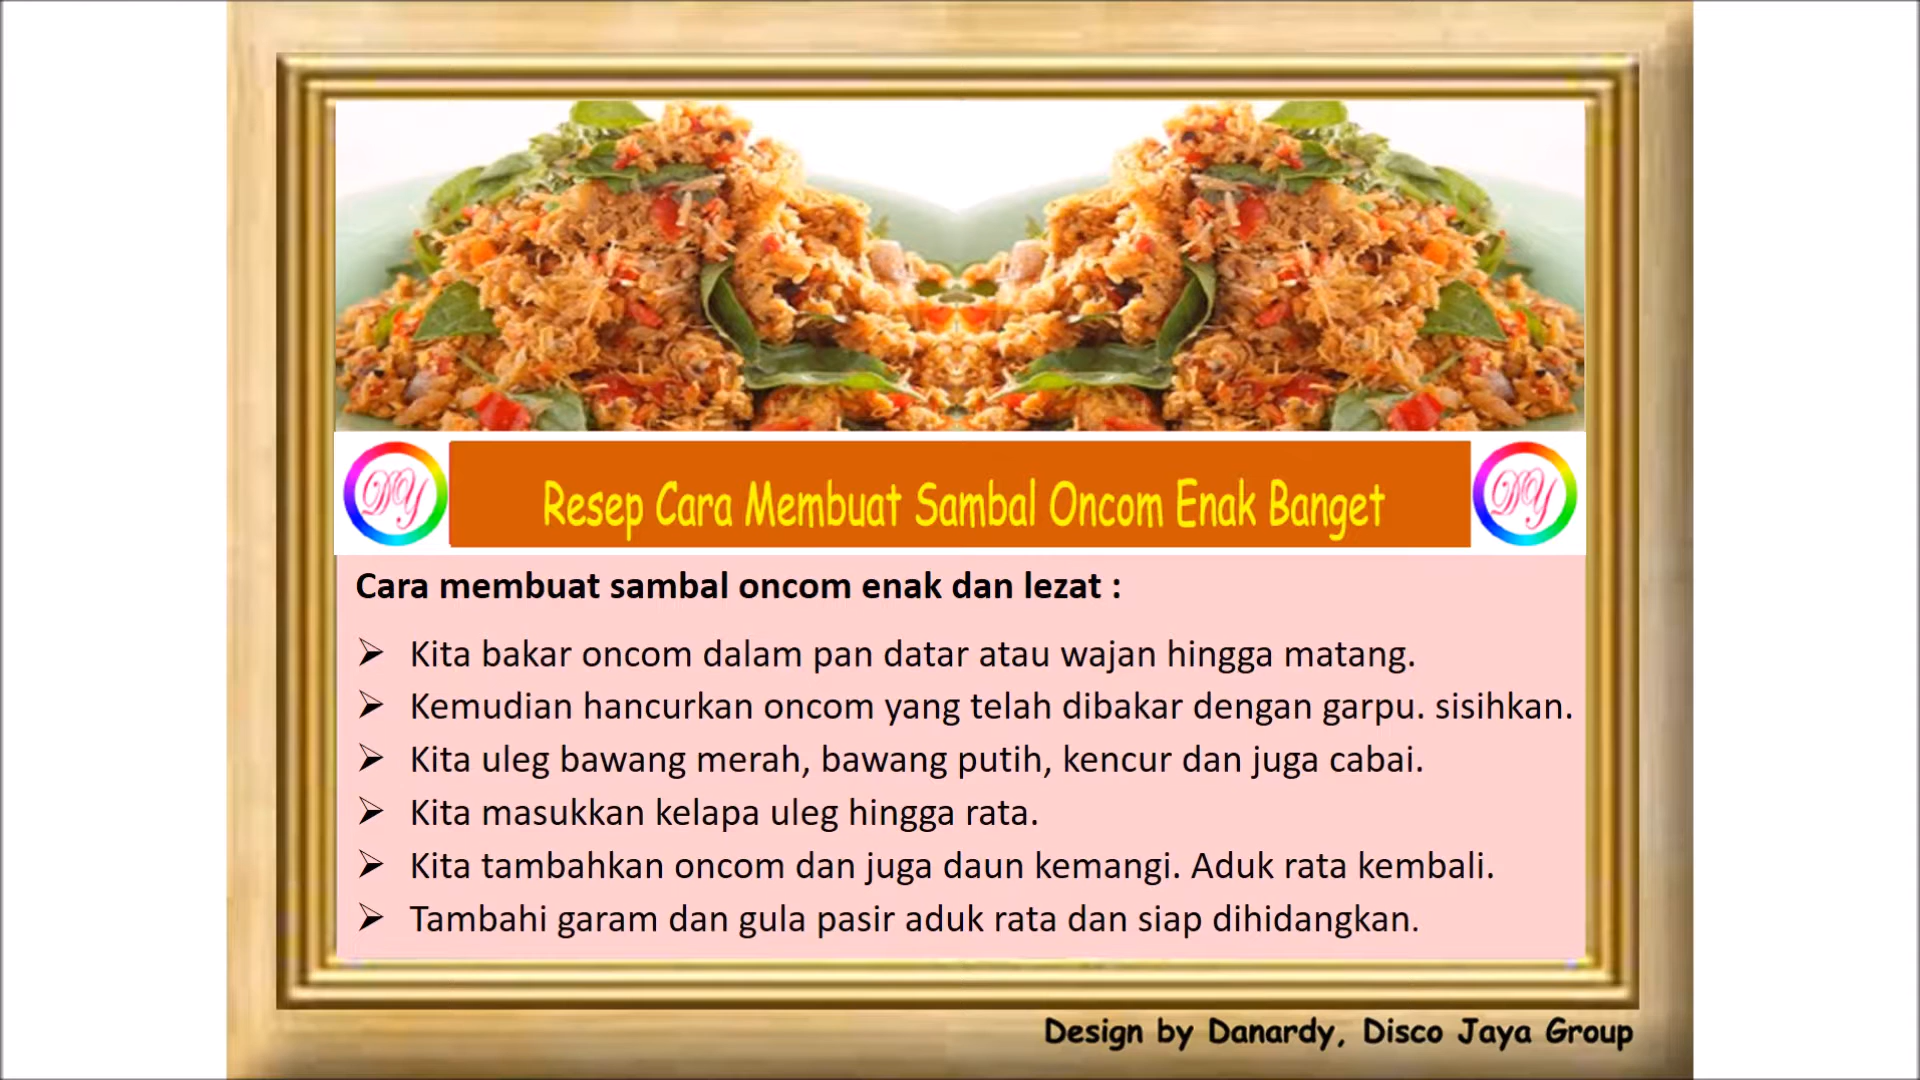 DY
Resep Cara Membuat Sambal Oncom Enak Banget
DY
Cara membuat sambal oncom enak dan lezat :
➢ Kita bakar oncom dalam pan datar atau wajan hingga matang.
➢ Kemudian hancurkan oncom yang telah dibakar dengan garpu. sisihkan.
➢ Kita uleg bawang merah, bawang putih, kencur dan juga cabai.
➢ Kita masukkan kelapa uleg hingga rata.
➢ Kita tambahkan oncom dan juga daun kemangi. Aduk rata kembali.
➢ Tambahi garam dan gula pasir aduk rata dan siap dihidangkan.
Design by Danardy, Disco Jaya Group